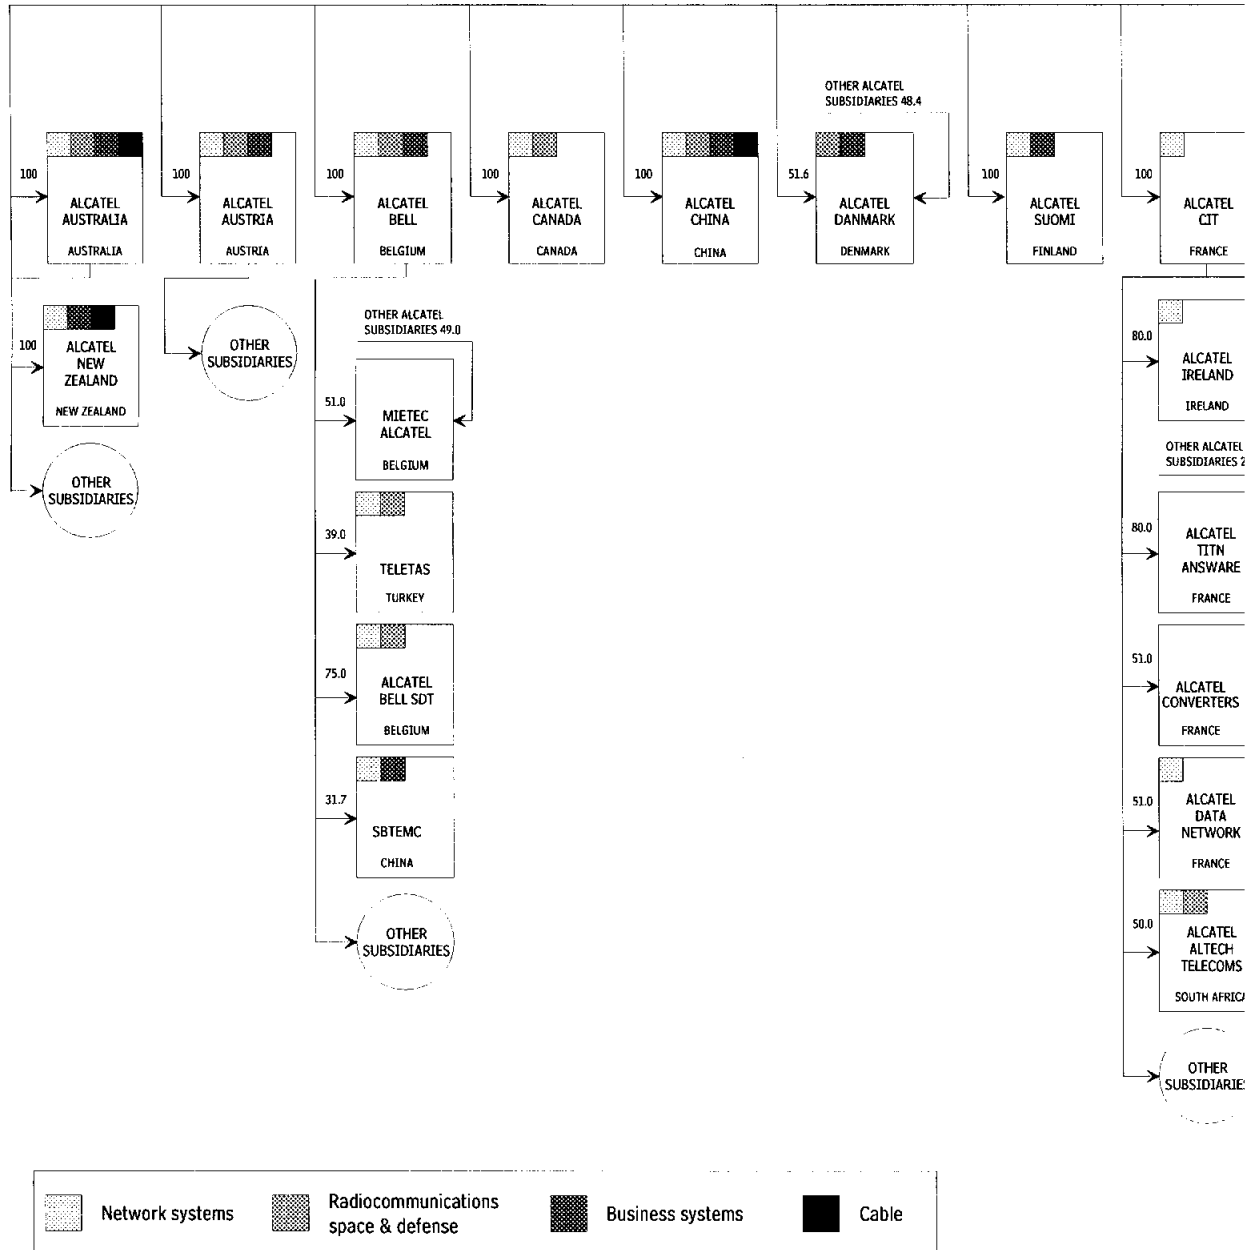 OTHER ALCATEL
SUBSIDIARIES 48.4
100
ALCATEL
AUSTRALIA
AUSTRALIA
100
ALCATEL
AUSTRIA
AUSTRIA
100
ALCATEL
BELL
BELGIUM
100
ALCATEL
CANADA
CANADA
100
ALCATEL
CHINA
CHINA
51.6
ALCATEL
DANMARK
DENMARK
100
ALCATEL
SUOMI
FINLAND
100
ALCATEL
CIT
FRANCE
100
ALCATEL
NEW
ZEALAND
NEW ZEALAND
OTHER
SUBSIDIARIES
OTHER
SUBSIDIARIES
OTHER ALCATEL
SUBSIDIARIES 49.0
51.0
MIETEC
ALCATEL
BELGIUM
39.0
TELETAS
TURKEY
75.0
ALCATEL
BELL SDT
BELGIUM
31.7
SBTEMC
CHINA
OTHER
SUBSIDIARIES
80.0
ALCATEL
IRELAND
IRELAND
OTHER ALCATEL
SUBSIDIARIES 2
80.0
ALCATEL
TITN
ANSWARE
FRANCE
51.0
ALCATEL
CONVERTERS
FRANCE
51.0
ALCATEL
DATA
NETWORK
FRANCE
50.0
ALCATEL
ALTECH
TELECOMS
SOUTH AFRICA
OTHER
SUBSIDIARIES
Network systems
Radiocommunications
space & defense
Business systems
Cable